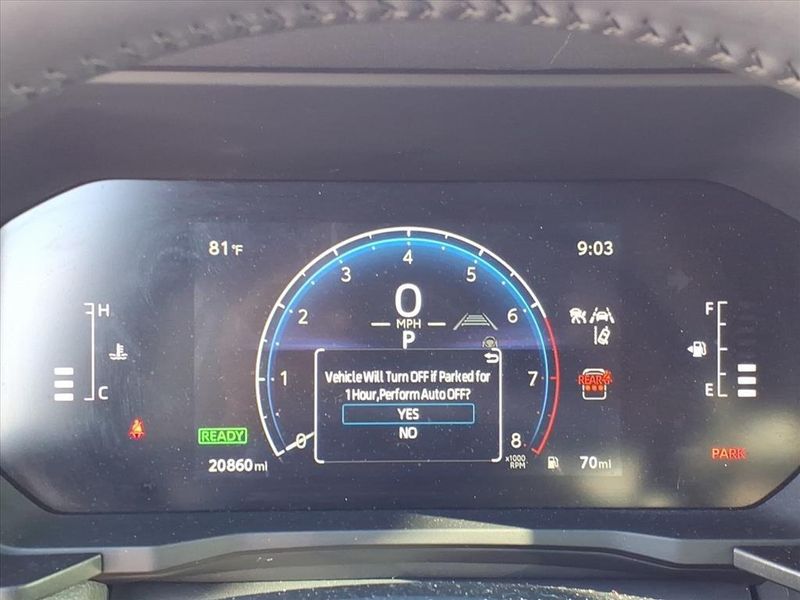 81°F
9:03
4
3
5
2
6
1
7
0
8
x1000
RPM
0
MPH
P
H
C
F
E
Vehicle Will Turn OFF if Parked for
1 Hour,Perform Auto OFF?
YES
NO
REAR
READY
20860mi
70mi
PARK